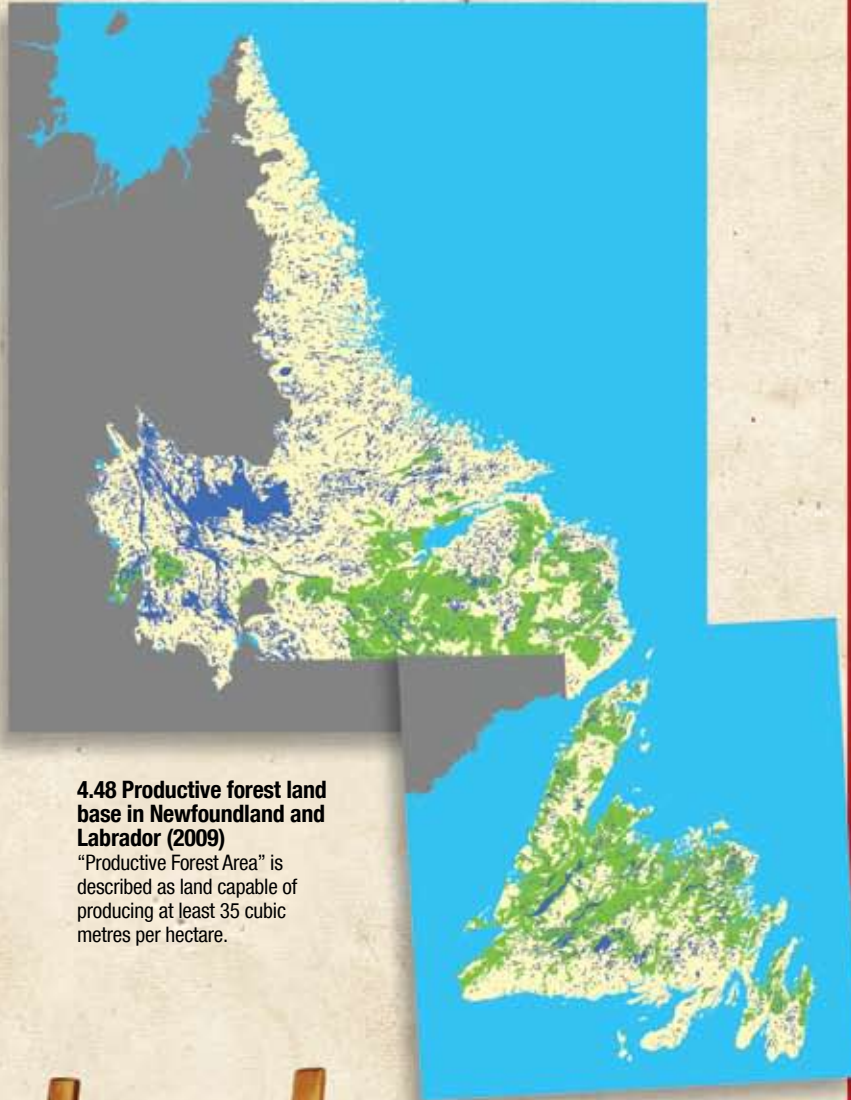 4.48 Productive forest land
base in Newfoundland and
Labrador (2009)
“Productive Forest Area” is
described as land capable of
producing at least 35 cubic
metres per hectare.